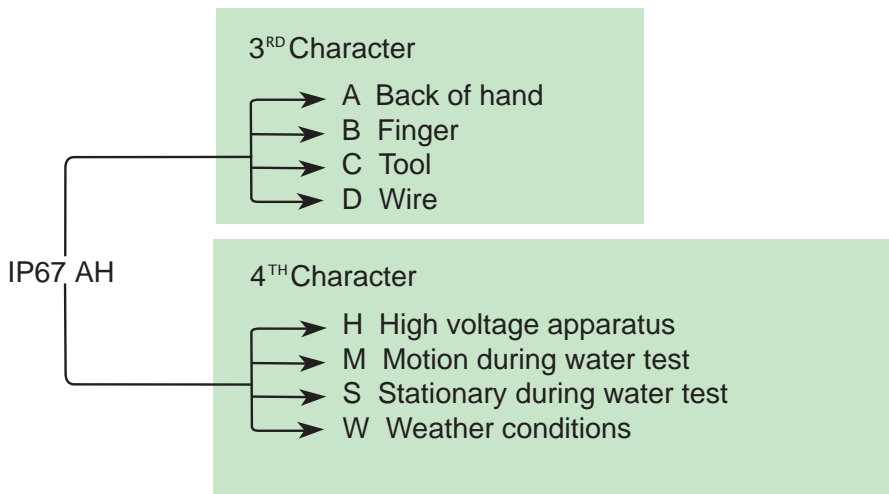 3RD Character
A Back of hand
B Finger
C Tool
D Wire
IP67 AH
4TH Character
H High voltage apparatus
M Motion during water test
S Stationary during water test
W Weather conditions